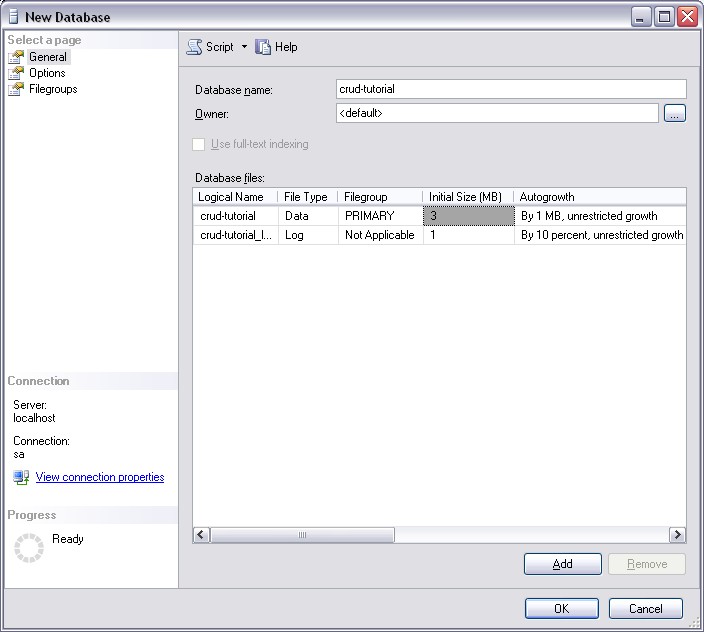 New Database
Select a page
General
Options
Filegroups
Script Help
Database name: crud-tutorial
Owner: <default> ...
Use full-text indexing
Database files:
Logical Name File Type Filegroup Initial Size (MB) Autogrowth
crud-tutorial Data PRIMARY 3 By 1 MB, unrestricted growth
crud-tutorial_l... Log Not Applicable 1 By 10 percent, unrestricted growth
Connection
Server:
localhost
Connection:
sa
View connection properties
Progress
Ready
Add Remove
OK Cancel